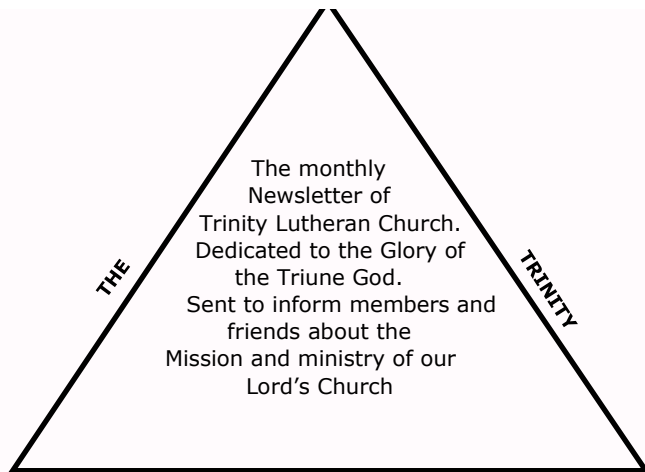 The monthly
Newsletter of
Trinity Lutheran Church.
Dedicated to the Glory of
the Triune God.
Sent to inform members and
friends about the
Mission and ministry of our
Lord’s Church
THE
TRINITY